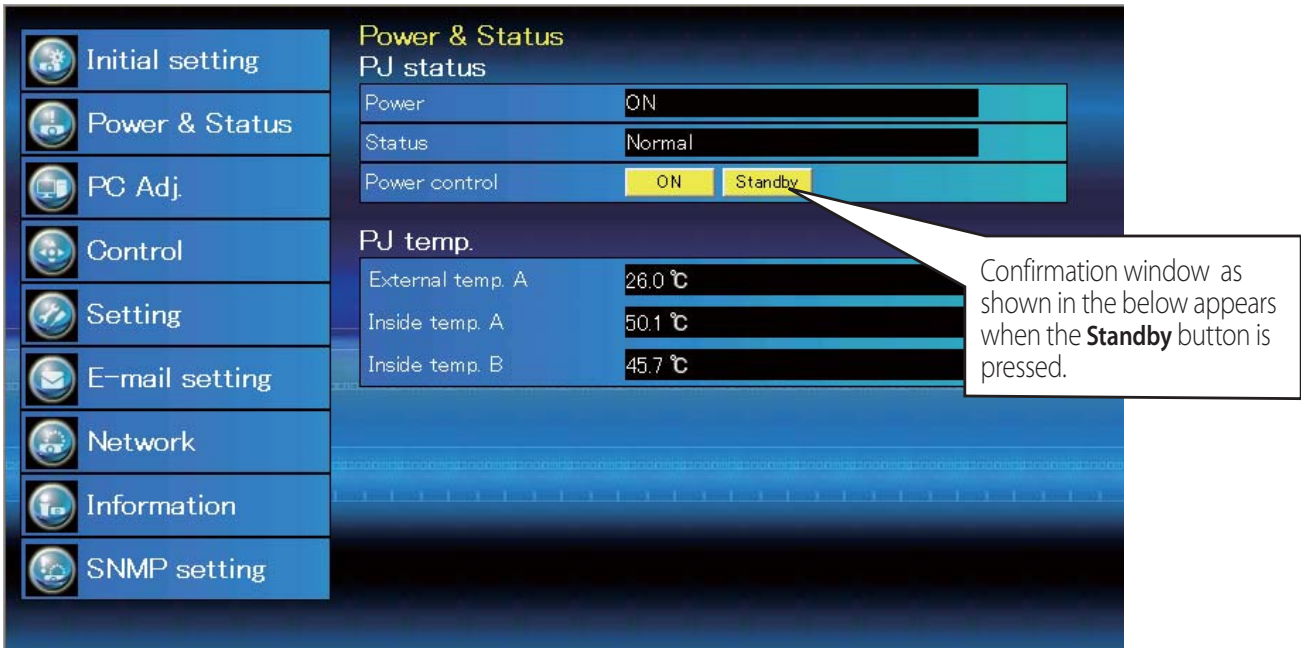 Initial setting
Power & Status
PC Adj.
Control
Setting
E-mail setting
Network
Information
SNMP setting
Power & Status
PJ status
Power ON
Status Normal
Power control ON Standby
PJ temp.
External temp. A 26.0 ℃
Inside temp. A 50.1 ℃
Inside temp. B 45.7 ℃
Confirmation window as
shown in the below appears
when the Standby button is
pressed.